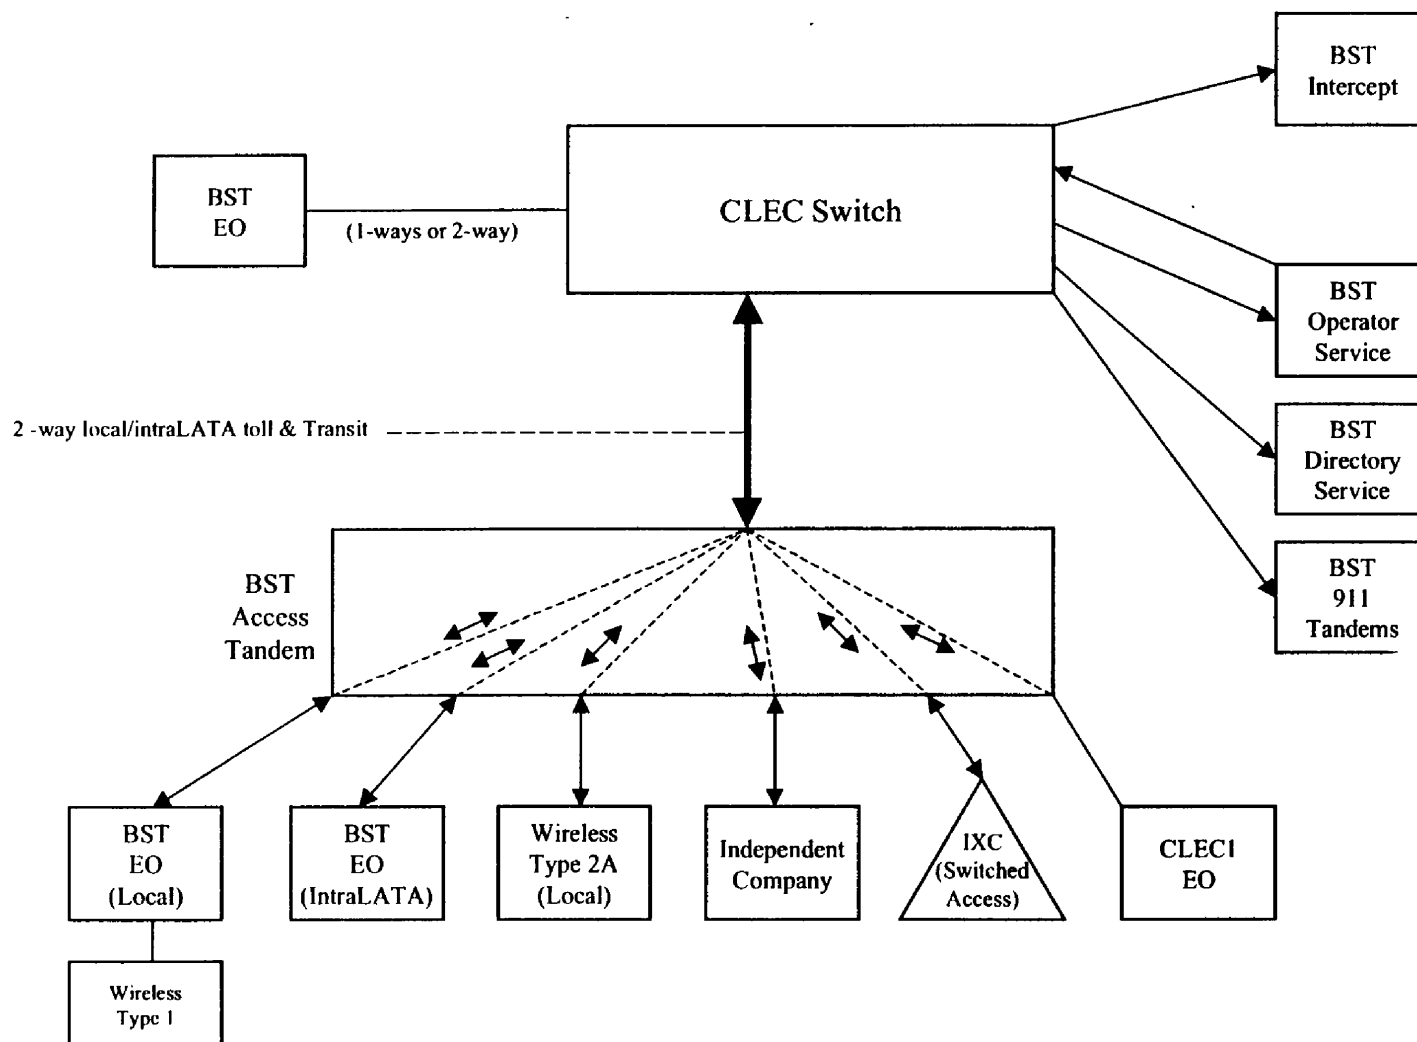 BST
Intercept
BST
EO
(1-ways or 2-way)
CLEC Switch
BST
Operator
Service
2 -way local/intraLATA toll & Transit
BST
Directory
Service
BST
911
Tandems
BST
Access
Tandem
BST
EO
(Local)
BST
EO
(IntraLATA)
Wireless
Type 2A
(Local)
Independent
Company
IXC
(Switched
Access)
CLEC1
EO
Wireless
Type 1